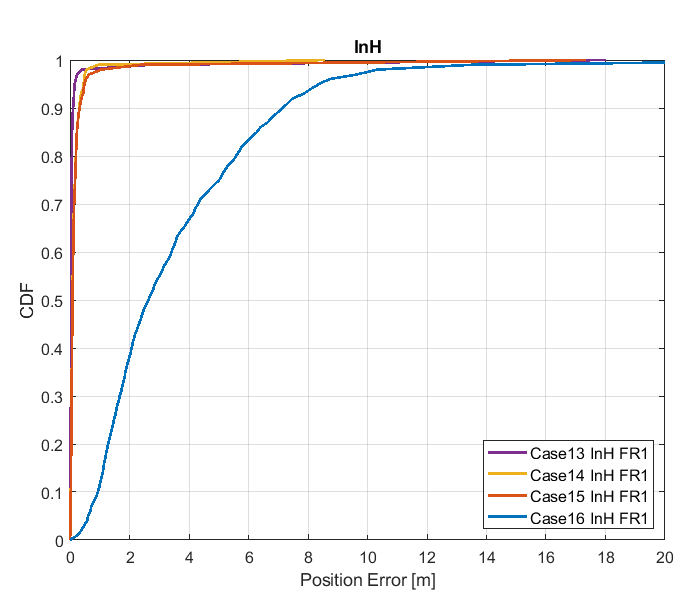 InH
1
0.9
0.8
0.7
0.6
0.5
0.4
0.3
0.2
0.1
0
CDF
Case13 InH FR1
Case14 InH FR1
Case15 InH FR1
Case16 InH FR1
0 2 4 6 8 10 12 14 16 18 20
Position Error [m]